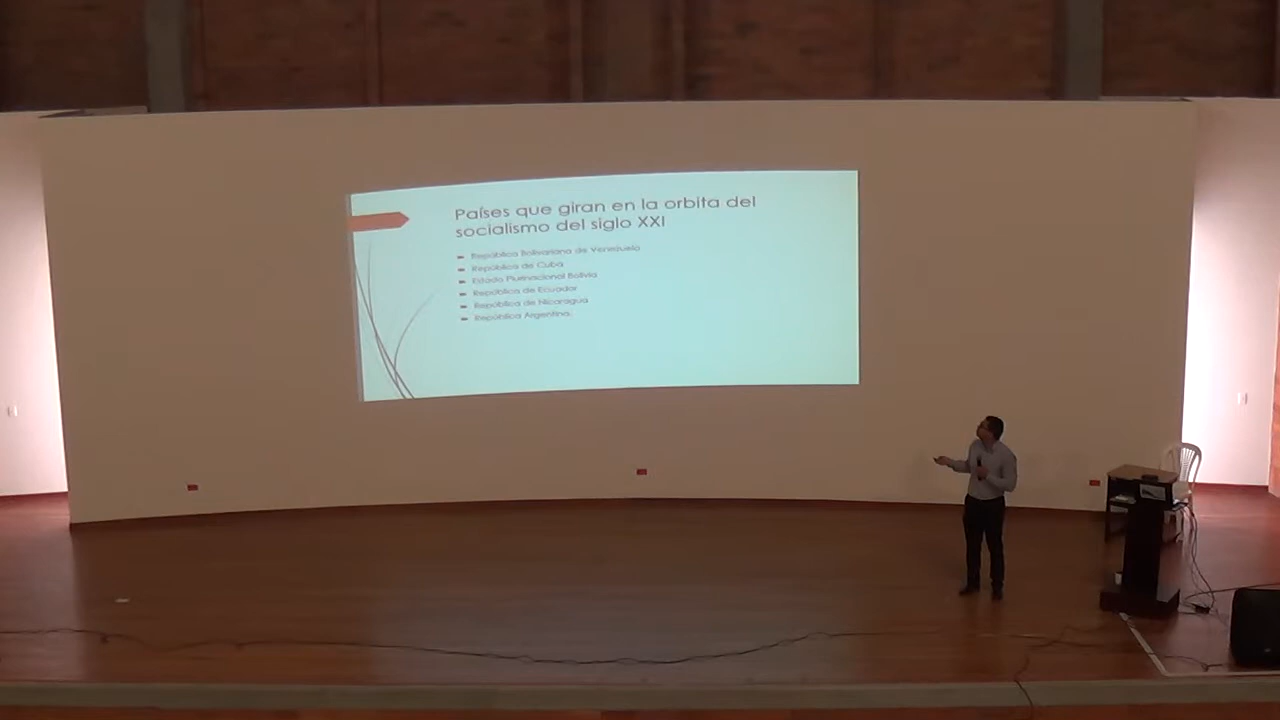 Países que giran en la orbita del
socialismo del siglo XXI
República Bolivariana de Venezuela
República de Cuba
Estado Plurinacional Bolivia
República de Ecuador
República de Nicaragua
República Argentina.